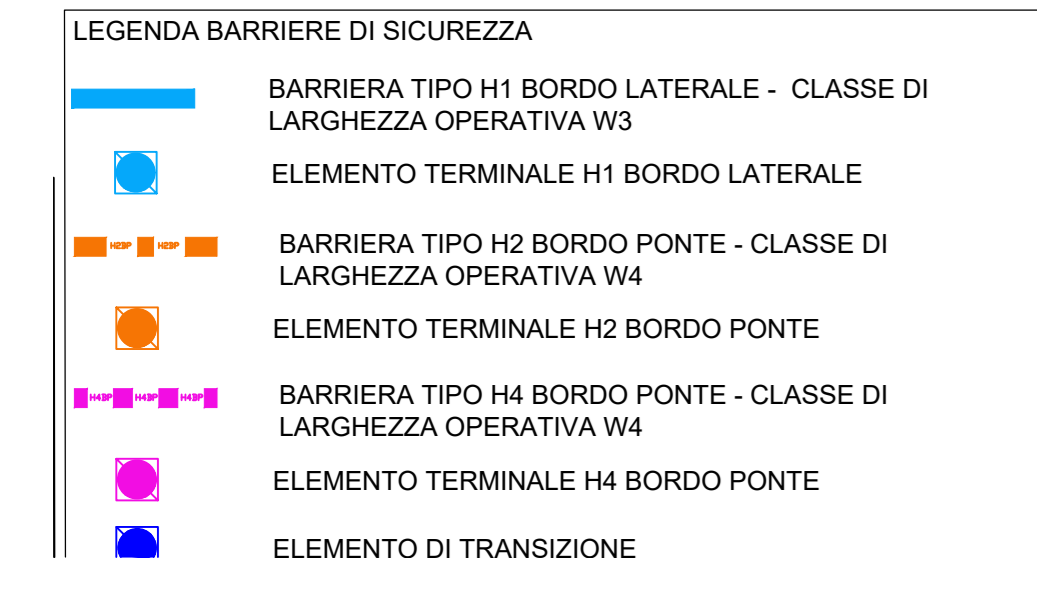 LEGENDA BARRIERE DI SICUREZZA
BARRIERA TIPO H1 BORDO LATERALE - CLASSE DI
LARGHEZZA OPERATIVA W3
ELEMENTO TERMINALE H1 BORDO LATERALE
H2BP H2BP
BARRIERA TIPO H2 BORDO PONTE - CLASSE DI
LARGHEZZA OPERATIVA W4
ELEMENTO TERMINALE H2 BORDO PONTE
H4BP H4BP H4BP
BARRIERA TIPO H4 BORDO PONTE - CLASSE DI
LARGHEZZA OPERATIVA W4
ELEMENTO TERMINALE H4 BORDO PONTE
ELEMENTO DI TRANSIZIONE